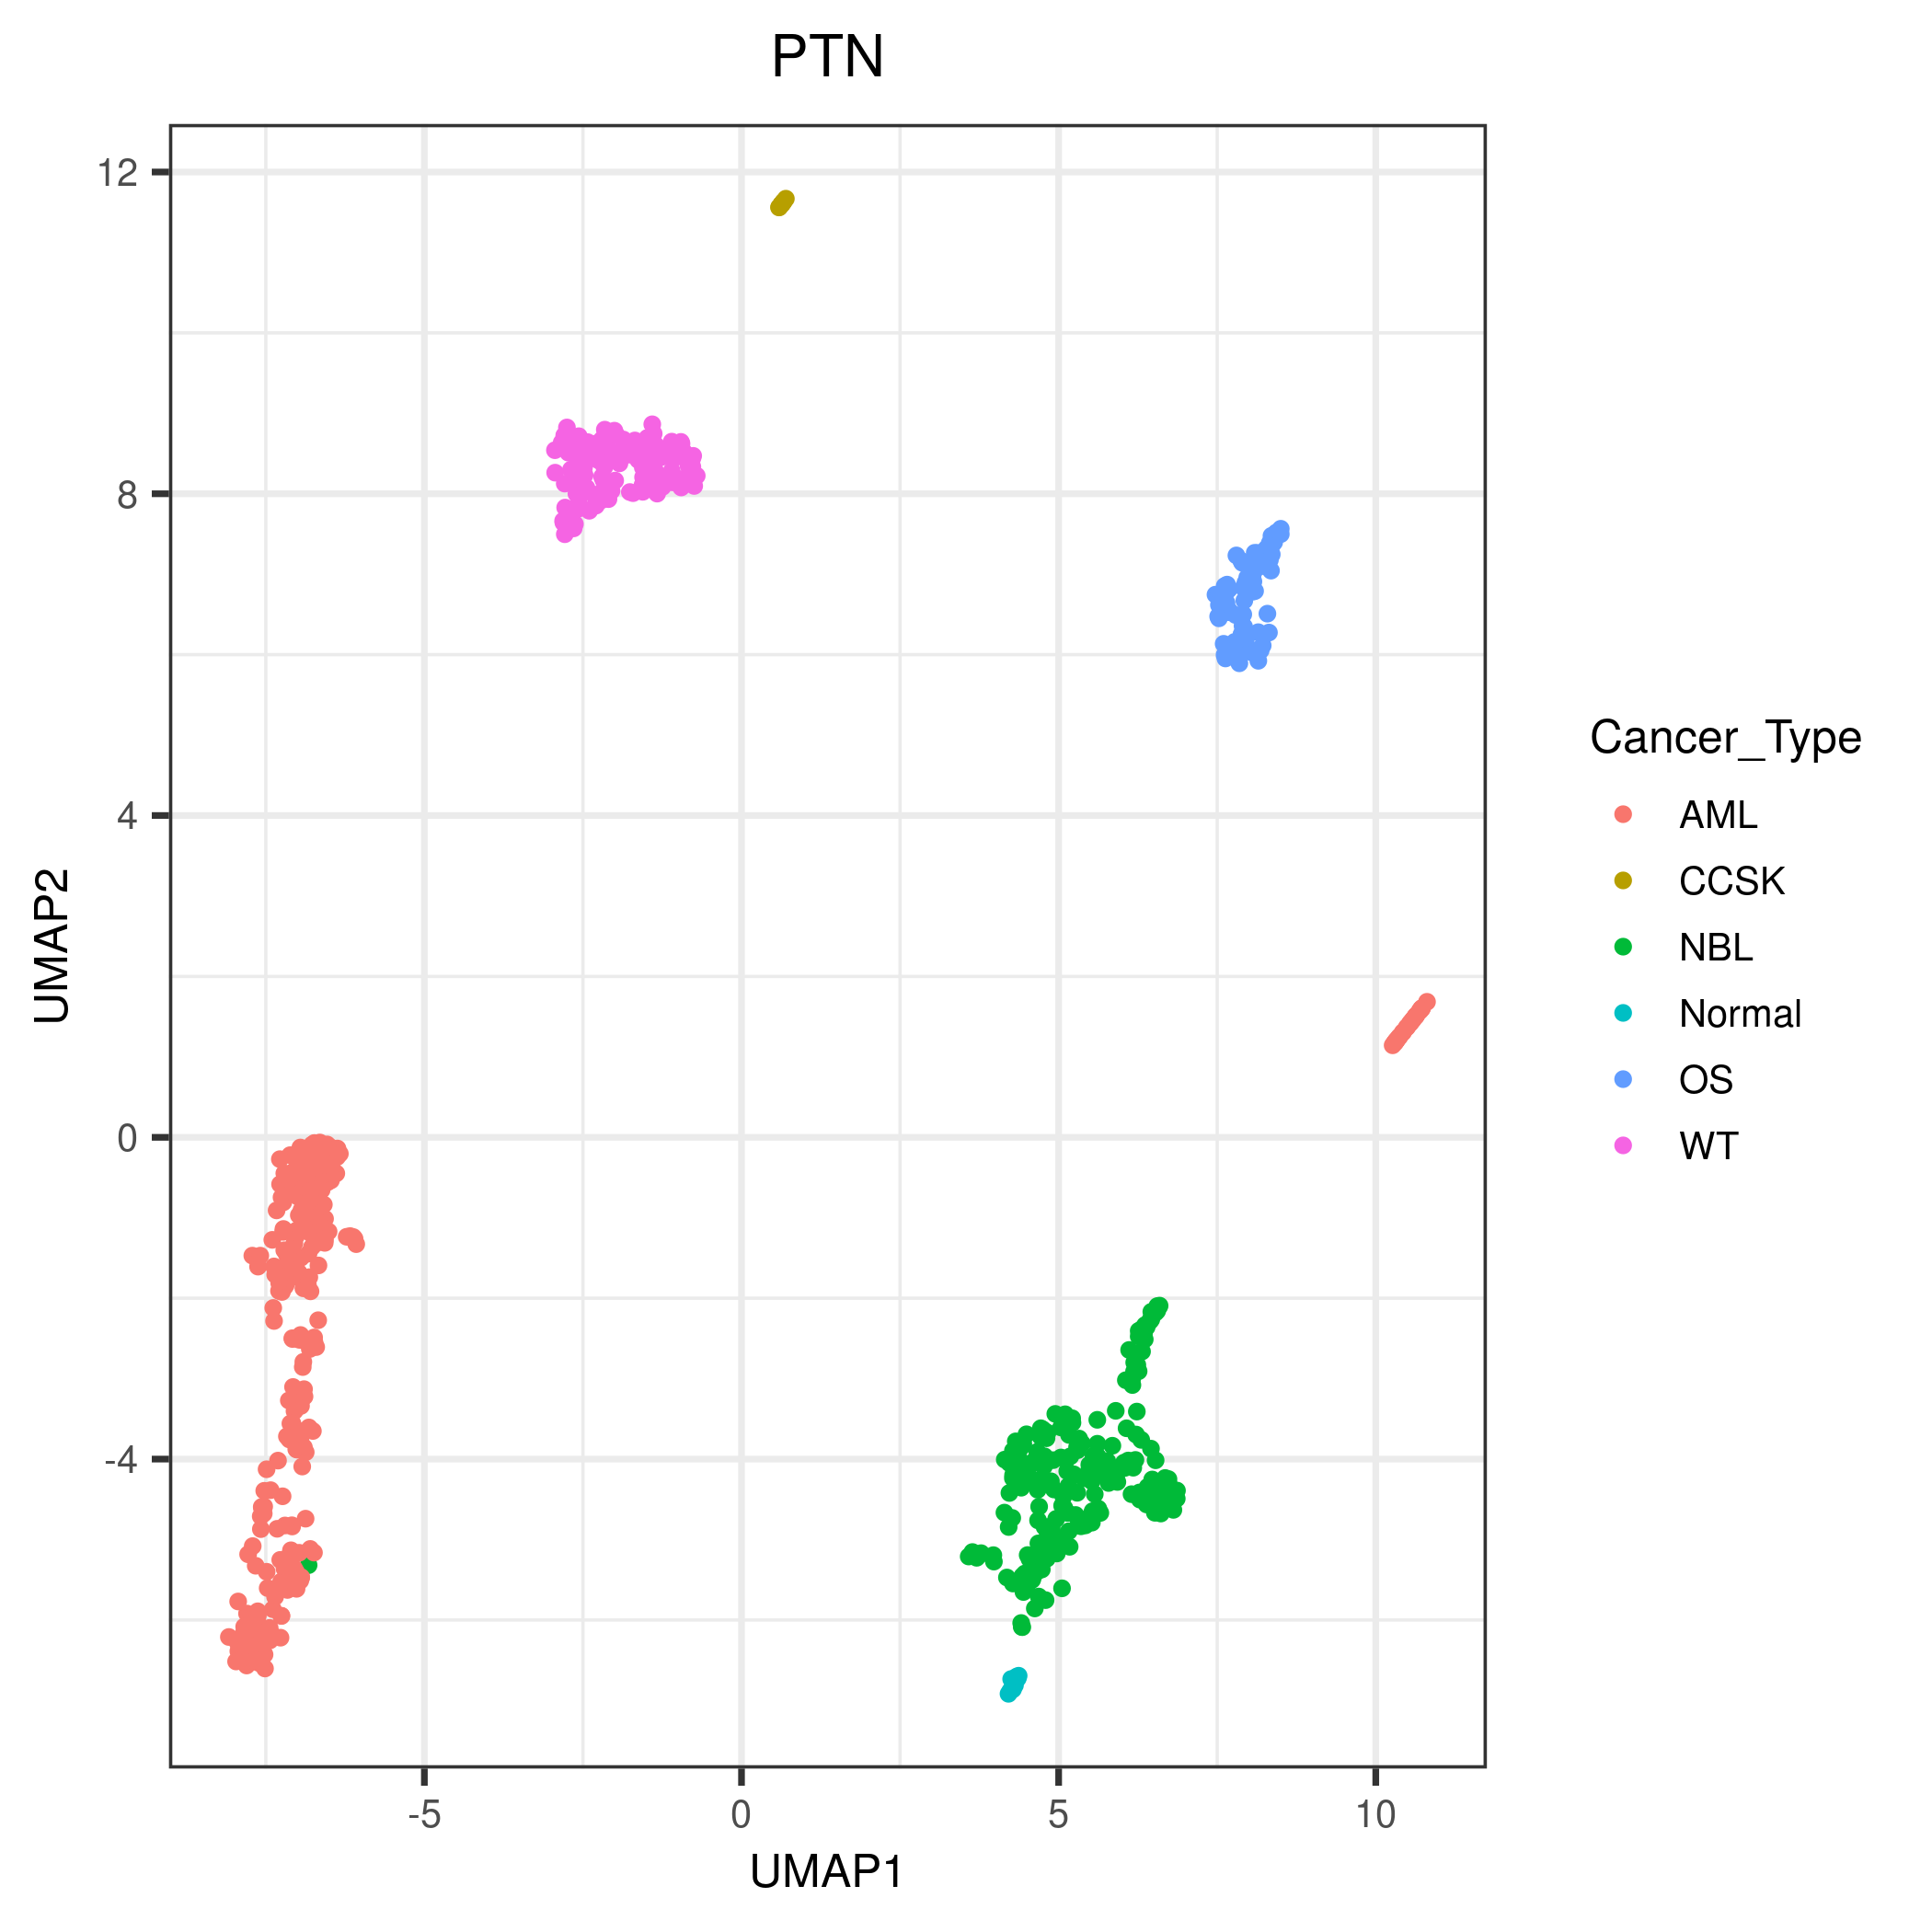 PTN
12
8
4
0
-4
UMAP2
-5 0 5 10
UMAP1
Cancer_Type
AML
CCSK
NBL
Normal
OS
WT